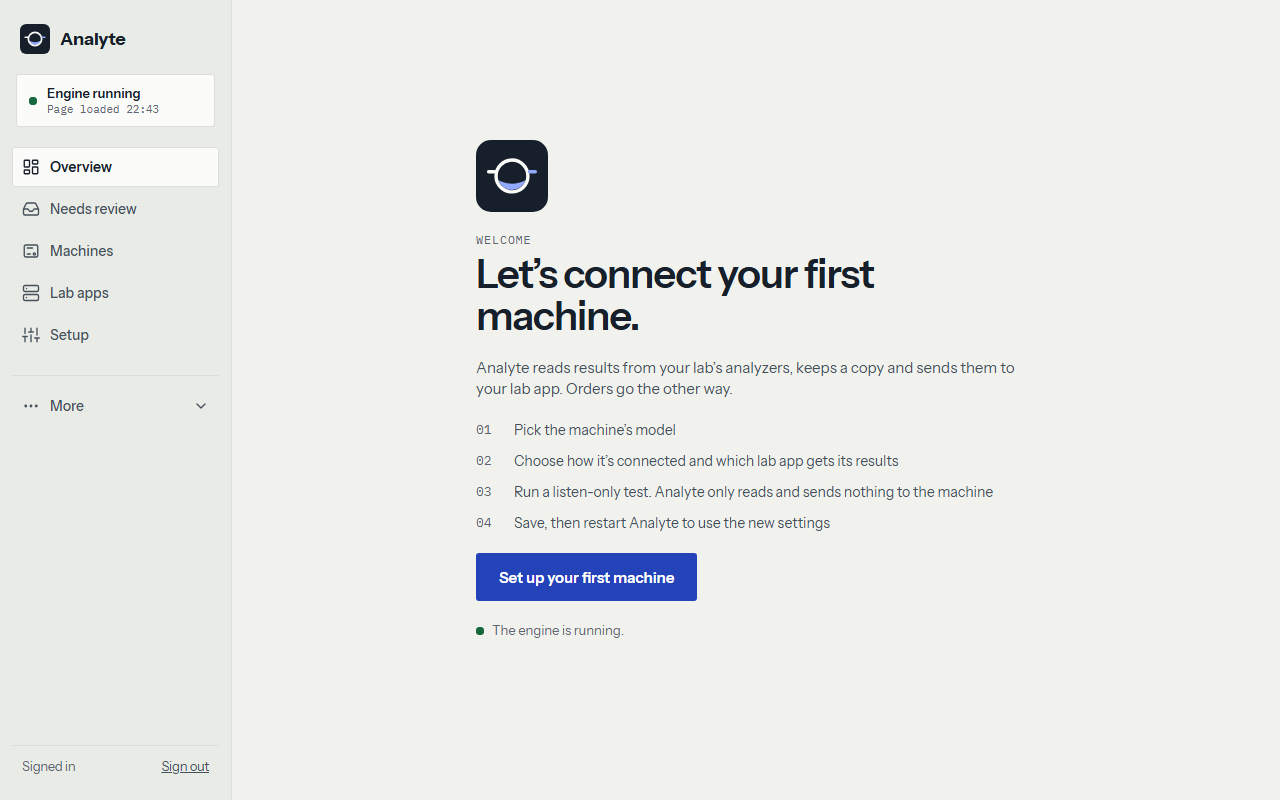 Analyte
Engine running
Page loaded 22:43
Overview
Needs review
Machines
Lab apps
Setup
More
Signed in
Sign out
WELCOME
Let’s connect your first
machine.
Analyte reads results from your lab’s analyzers, keeps a copy and sends them to
your lab app. Orders go the other way.
01 Pick the machine’s model
02 Choose how it’s connected and which lab app gets its results
03 Run a listen-only test. Analyte only reads and sends nothing to the machine
04 Save, then restart Analyte to use the new settings
Set up your first machine
The engine is running.